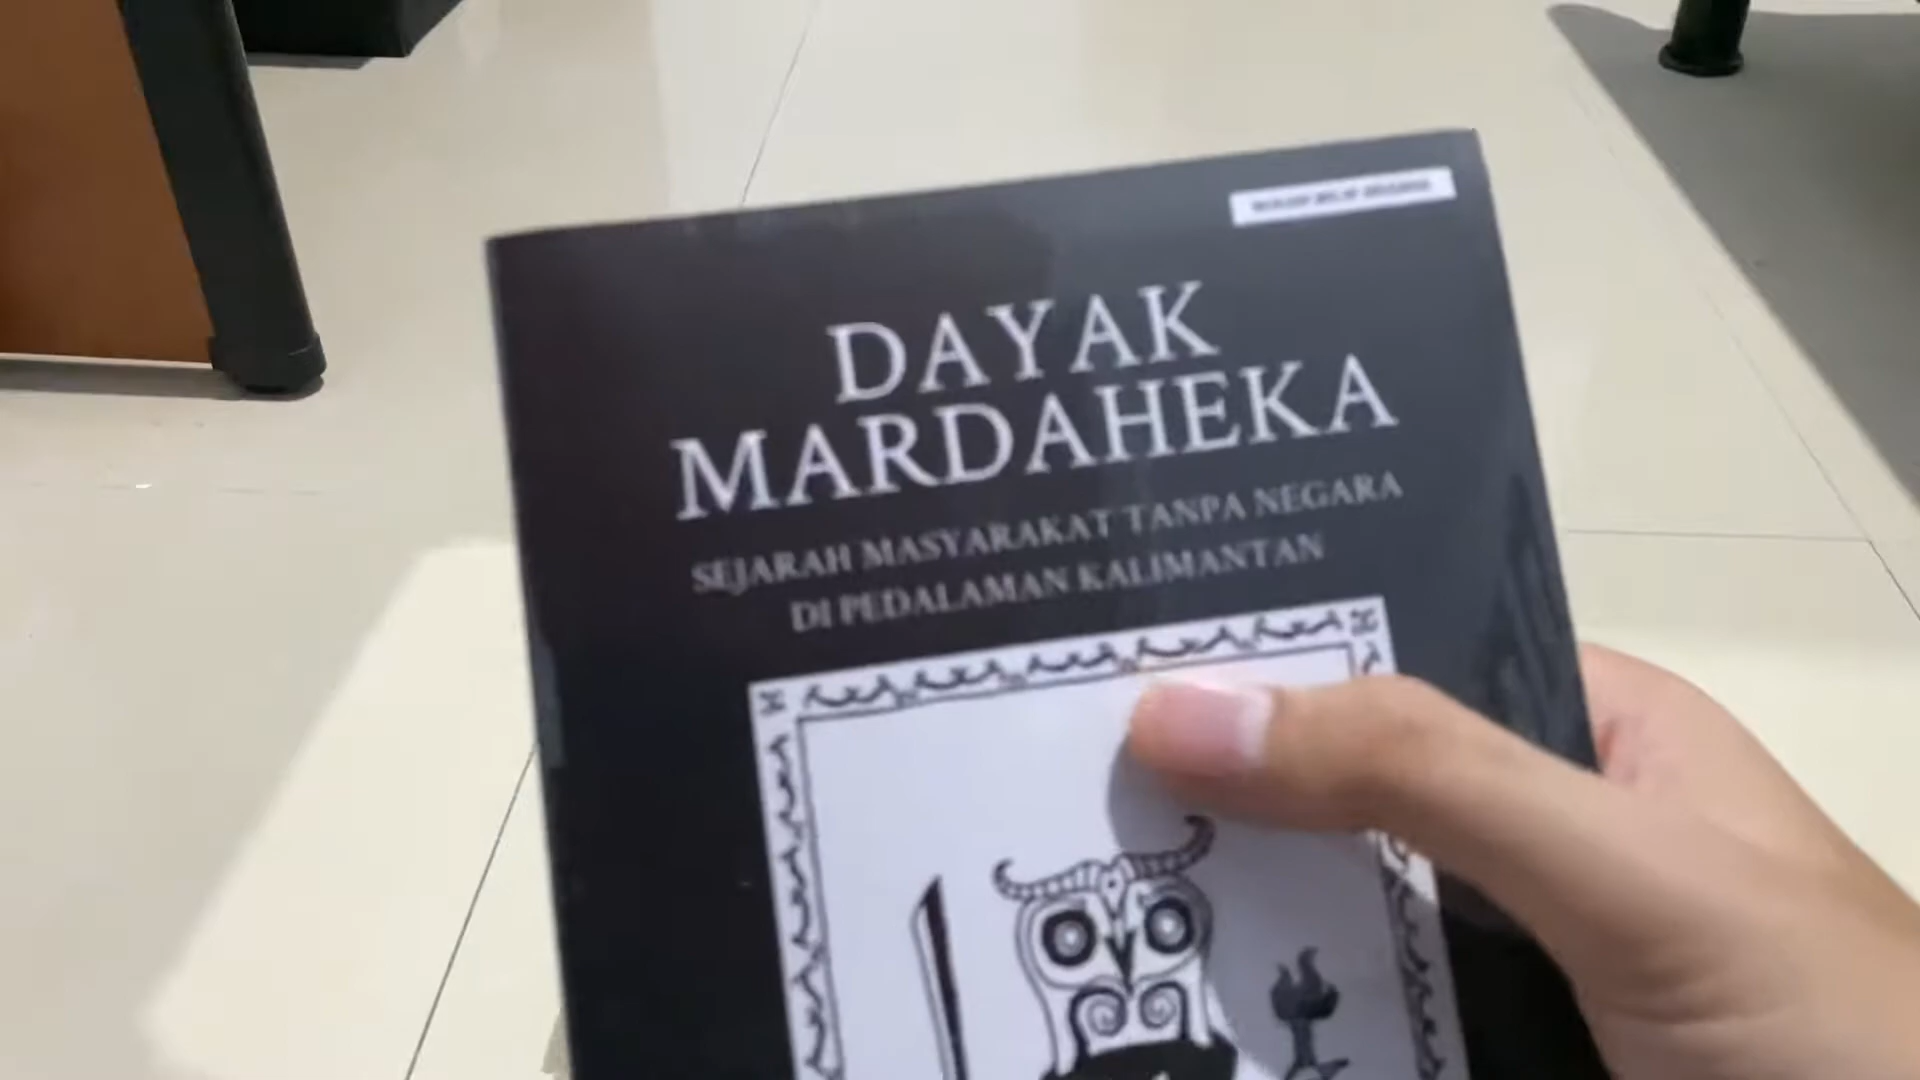 DAYAK
MARDAHEKA
SEJARAH MASYARAKAT TANPA NEGARA
DI PEDALAMAN KALIMANTAN